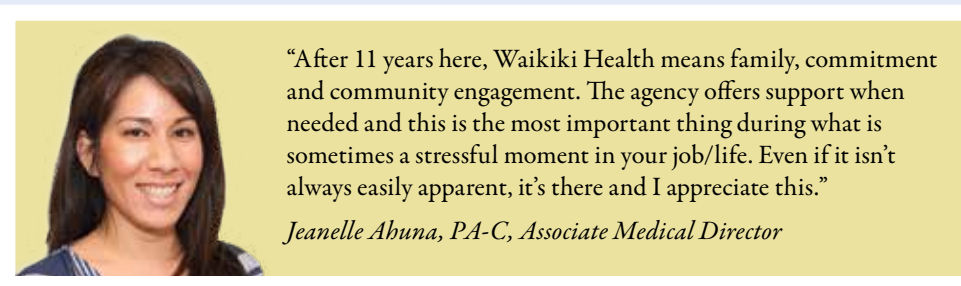 “After 11 years here, Waikiki Health means family, commitment
and community engagement. The agency offers support when
needed and this is the most important thing during what is
sometimes a stressful moment in your job/life. Even if it isn’t
always easily apparent, it’s there and I appreciate this.”
Jeanelle Ahuna, PA-C, Associate Medical Director